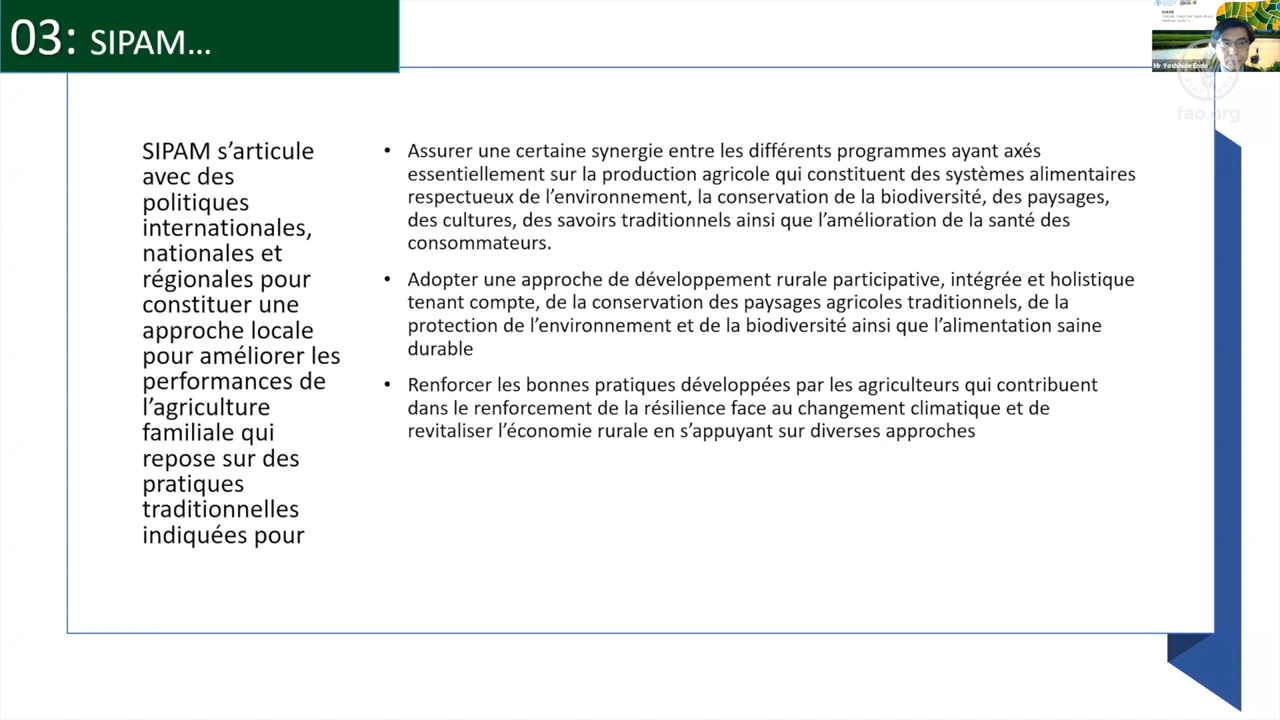 03: SIPAM...
SIPAM s’articule
avec des
politiques
internationales,
nationales et
régionales pour
constituer une
approche locale
pour améliorer les
performances de
l’agriculture
familiale qui
repose sur des
pratiques
traditionnelles
indiquées pour
• Assurer une certaine synergie entre les différents programmes ayant axés
essentiellement sur la production agricole qui constituent des systèmes alimentaires
respectueux de l’environnement, la conservation de la biodiversité, des paysages,
des cultures, des savoirs traditionnels ainsi que l’amélioration de la santé des
consommateurs.
• Adopter une approche de développement rurale participative, intégrée et holistique
tenant compte, de la conservation des paysages agricoles traditionnels, de la
protection de l’environnement et de la biodiversité ainsi que l’alimentation saine
durable
• Renforcer les bonnes pratiques développées par les agriculteurs qui contribuent
dans le renforcement de la résilience face au changement climatique et de
revitaliser l’économie rurale en s’appuyant sur diverses approches
Mr Yoshihide Endo
fao.org